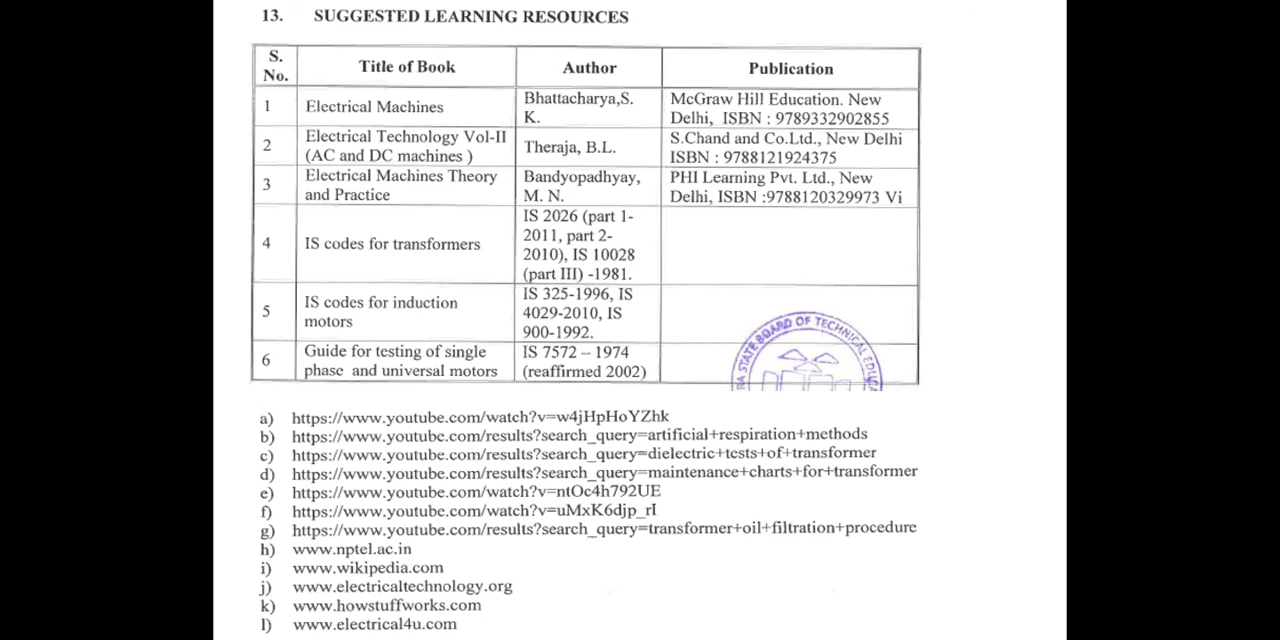 13. SUGGESTED LEARNING RESOURCES
S. No. Title of Book Author Publication
1 Electrical Machines Bhattacharya,S. K. McGraw Hill Education. New Delhi, ISBN : 9789332902855
2 Electrical Technology Vol-II (AC and DC machines ) Theraja, B.L. S.Chand and Co.Ltd., New Delhi ISBN : 9788121924375
3 Electrical Machines Theory and Practice Bandyopadhyay, M. N. PHI Learning Pvt. Ltd., New Delhi, ISBN :9788120329973 Vi
4 IS codes for transformers IS 2026 (part 1-2011, part 2-2010), IS 10028 (part III) -1981.
5 IS codes for induction motors IS 325-1996, IS 4029-2010, IS 900-1992.
6 Guide for testing of single phase and universal motors IS 7572 – 1974 (reaffirmed 2002)
RA STATE BOARD OF TECHNICAL EDUCA
a) https://www.youtube.com/watch?v=w4jHpHoYZhk
b) https://www.youtube.com/results?search_query=artificial+respiration+methods
c) https://www.youtube.com/results?search_query=dielectric+tests+of+transformer
d) https://www.youtube.com/results?search_query=maintenance+charts+for+transformer
e) https://www.youtube.com/watch?v=ntOc4h792UE
f) https://www.youtube.com/watch?v=uMxK6djp_rI
g) https://www.youtube.com/results?search_query=transformer+oil+filtration+procedure
h) www.nptel.ac.in
i) www.wikipedia.com
j) www.electricaltechnology.org
k) www.howstuffworks.com
l) www.electrical4u.com